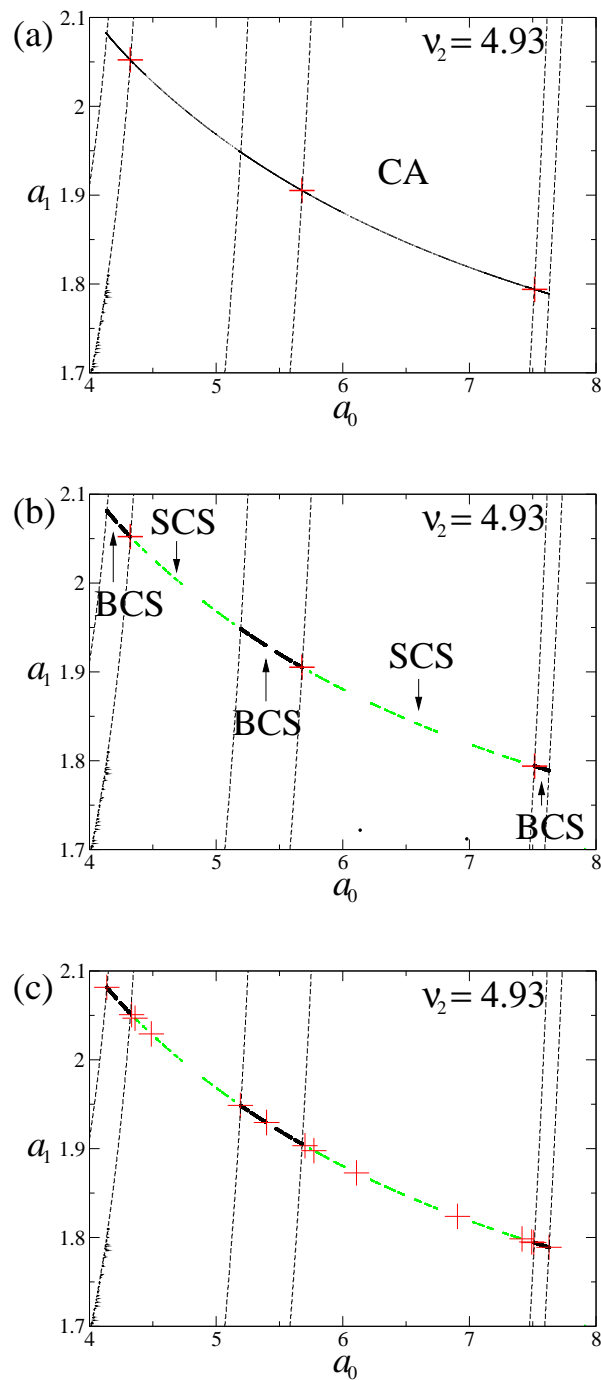 (a)
2.1
2
1.9
1.8
1.7
a₁
ν₂ = 4.93
CA
4 5 6 7 8
a₀
(b)
2.1
2
1.9
1.8
1.7
a₁
ν₂ = 4.93
SCS
BCS
SCS
BCS
BCS
4 5 6 7 8
a₀
(c)
2.1
2
1.9
1.8
1.7
a₁
ν₂ = 4.93
4 5 6 7 8
a₀